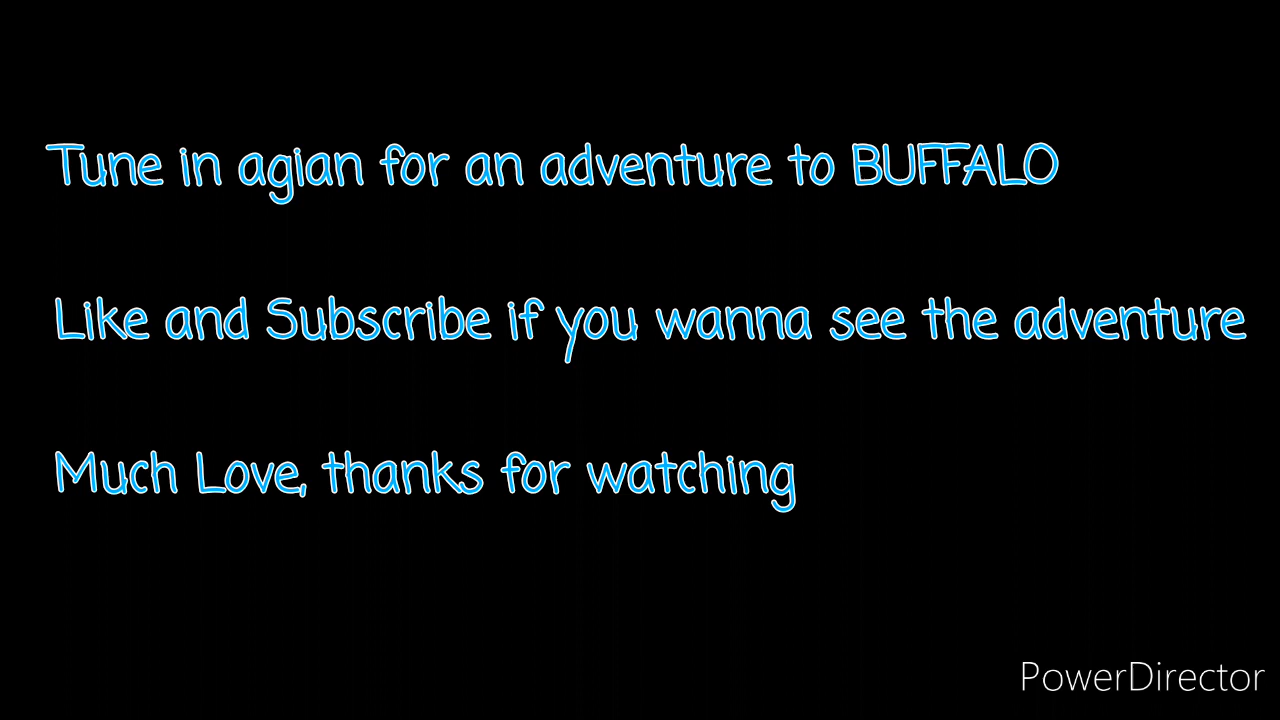 Tune in agian for an adventure to BUFFALO
Like and Subscribe if you wanna see the adventure
Much Love, thanks for watching
PowerDirector